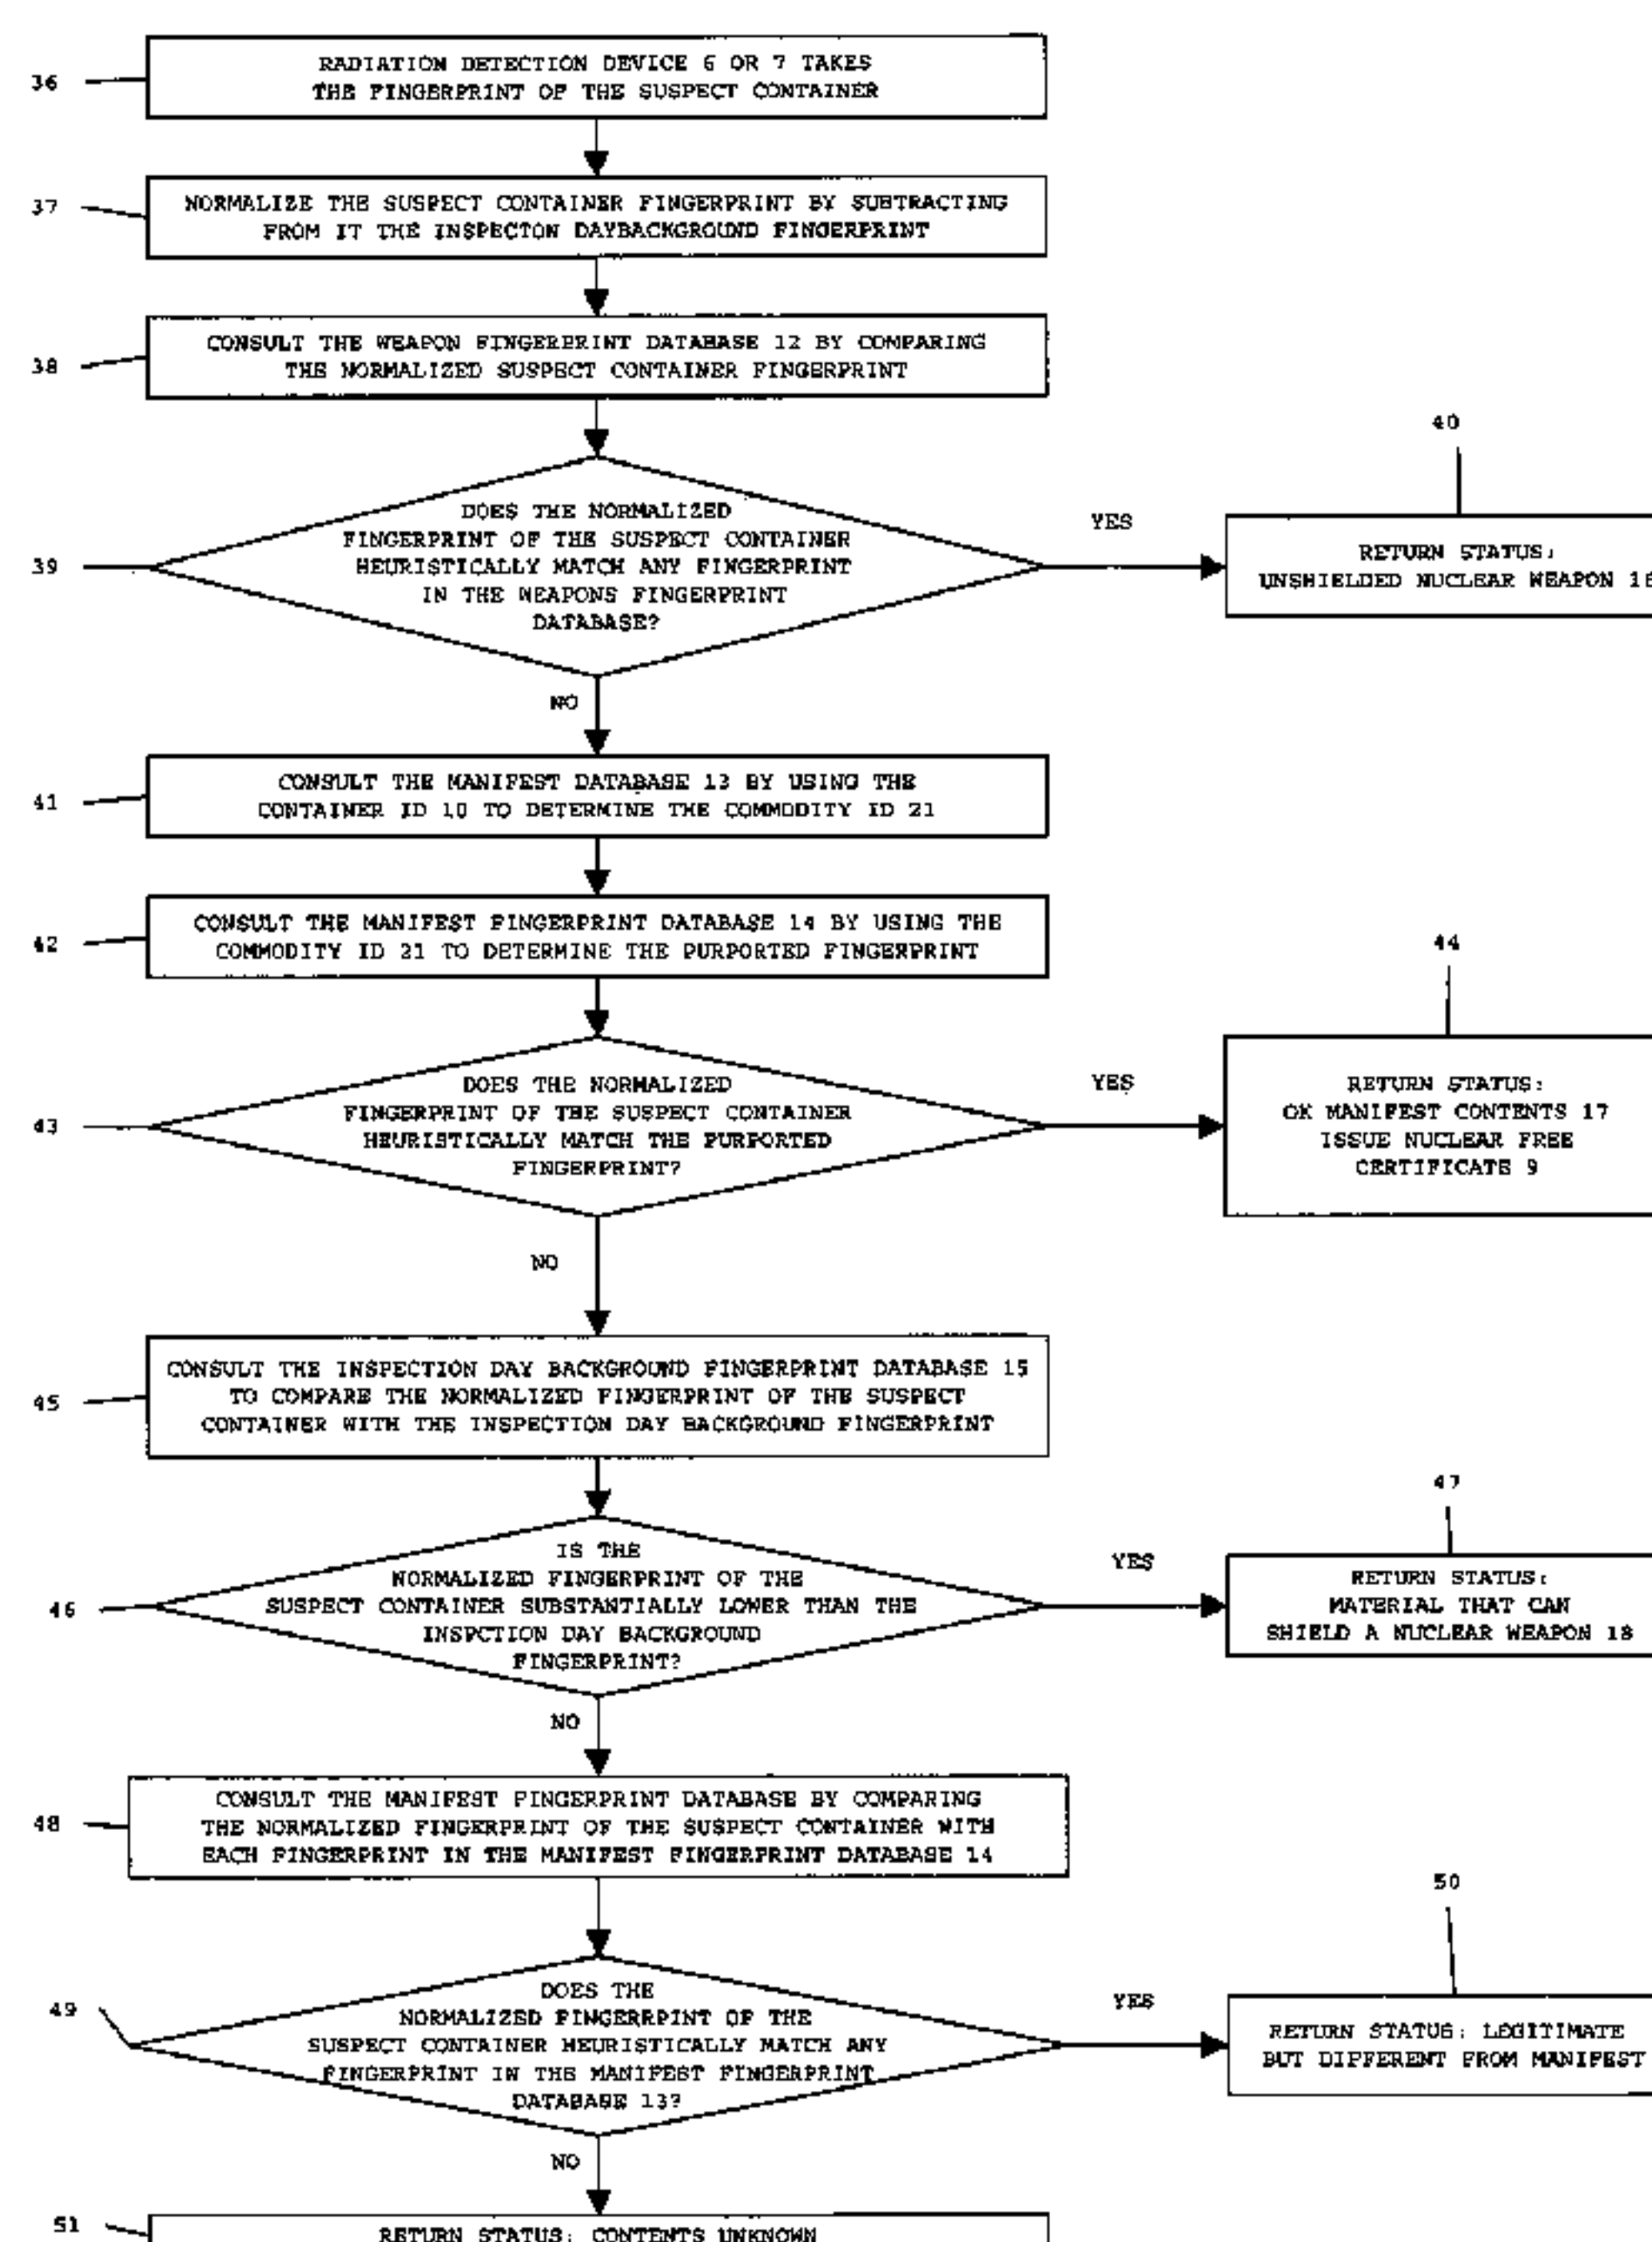 36
RADIATION DETECTION DEVICE 6 OR 7 TAKES
THE FINGERPRINT OF THE SUSPECT CONTAINER
37
NORMALIZE THE SUSPECT CONTAINER FINGERPRINT BY SUBTRACTING
FROM IT THE INSPECTON DAYBACKGROUND FINGERPRINT
38
CONSULT THE WEAPON FINGERPRINT DATABASE 12 BY COMPARING
THE NORMALIZED SUSPECT CONTAINER FINGERPRINT
39
DOES THE NORMALIZED
FINGERPRINT OF THE SUSPECT CONTAINER
HEURISTICALLY MATCH ANY FINGERPRINT
IN THE WEAPONS FINGERPRINT
DATABASE?
YES
40
RETURN STATUS:
UNSHIELDED NUCLEAR WEAPON 16
NO
41
CONSULT THE MANIFEST DATABASE 13 BY USING THE
CONTAINER ID 10 TO DETERMINE THE COMMODITY ID 21
42
CONSULT THE MANIFEST FINGERPRINT DATABASE 14 BY USING THE
COMMODITY ID 21 TO DETERMINE THE PURPORTED FINGERPRINT
43
DOES THE NORMALIZED
FINGERPRINT OF THE SUSPECT CONTAINER
HEURISTICALLY MATCH THE PURPORTED
FINGERPRINT?
YES
44
RETURN STATUS:
OK MANIFEST CONTENTS 17
ISSUE NUCLEAR FREE
CERTIFICATE 9
NO
45
CONSULT THE INSPECTION DAY BACKGROUND FINGERPRINT DATABASE 15
TO COMPARE THE NORMALIZED FINGERPRINT OF THE SUSPECT
CONTAINER WITH THE INSPECTION DAY BACKGROUND FINGERPRINT
46
IS THE
NORMALIZED FINGERPRINT OF THE
SUSPECT CONTAINER SUBSTANTIALLY LOWER THAN THE
INSPCTION DAY BACKGROUND
FINGERPRINT?
YES
47
RETURN STATUS:
MATERIAL THAT CAN
SHIELD A NUCLEAR WEAPON 18
NO
48
CONSULT THE MANIFEST FINGERPRINT DATABASE BY COMPARING
THE NORMALIZED FINGERPRINT OF THE SUSPECT CONTAINER WITH
EACH FINGERPRINT IN THE MANIFEST FINGERPRINT DATABASE 14
49
DOES THE
NORMALIZED FINGERRPINT OF THE
SUSPECT CONTAINER HEURISTICALLY MATCH ANY
FINGERPRINT IN THE MANIFEST FINGERPRINT
DATABASE 13?
YES
50
RETURN STATUS: LEGITIMATE
BUT DIFFERENT FROM MANIFEST
NO
51
RETURN STATUS: CONTENTS UNKNOWN